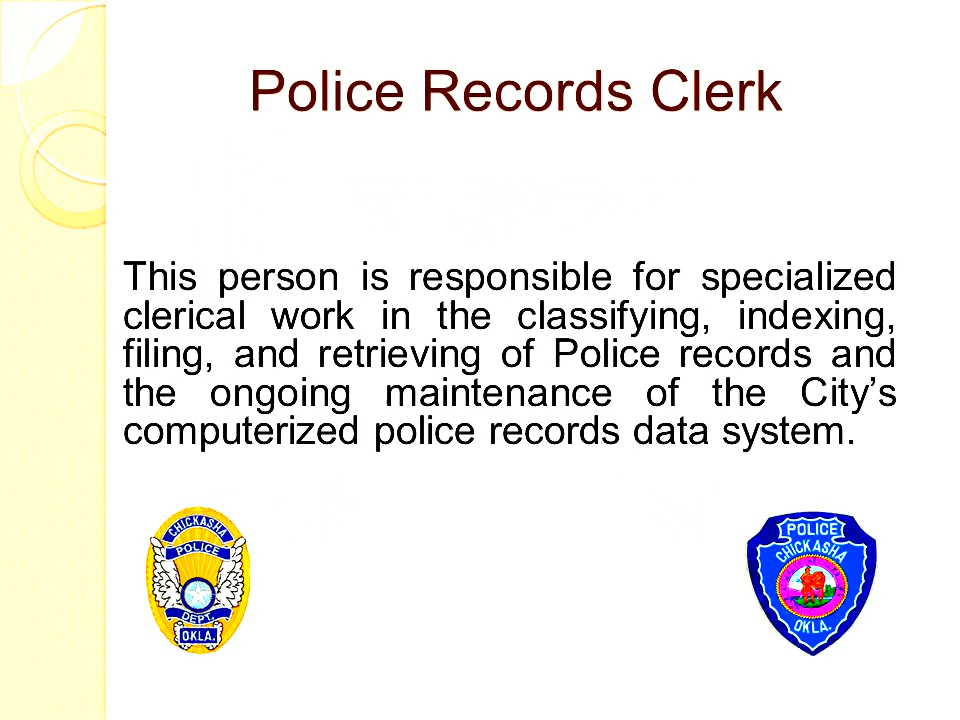 Police Records Clerk
This person is responsible for specialized
clerical work in the classifying, indexing,
filing, and retrieving of Police records and
the ongoing maintenance of the City’s
computerized police records data system.
CHICKASHA
POLICE
DEPT.
OKLA.
POLICE
CHICKASHA
OKLA.